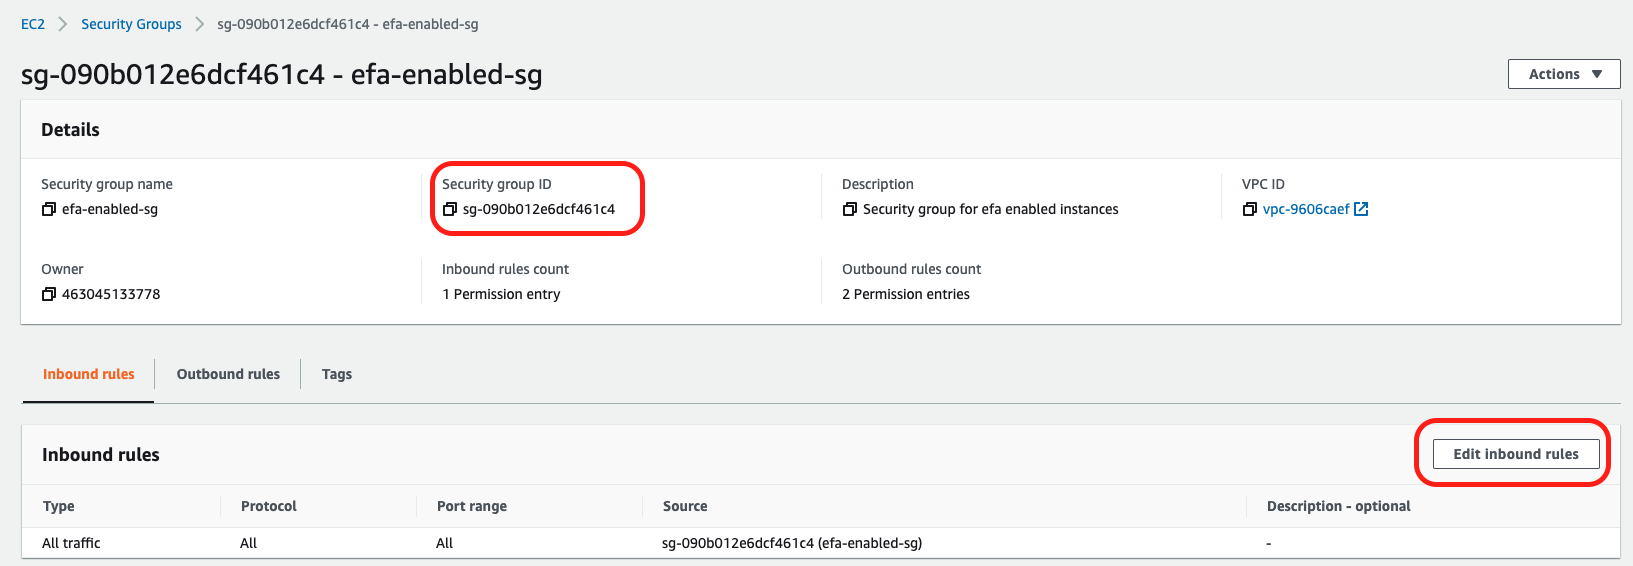 EC2 > Security Groups > sg-090b012e6dcf461c4 - efa-enabled-sg
sg-090b012e6dcf461c4 - efa-enabled-sg
Actions
Details
Security group name
efa-enabled-sg
Security group ID
sg-090b012e6dcf461c4
Description
Security group for efa enabled instances
VPC ID
vpc-9606caef
Owner
463045133778
Inbound rules count
1 Permission entry
Outbound rules count
2 Permission entries
Inbound rules
Outbound rules
Tags
Inbound rules
Edit inbound rules
Type Protocol Port range Source Description - optional
All traffic All All sg-090b012e6dcf461c4 (efa-enabled-sg) -